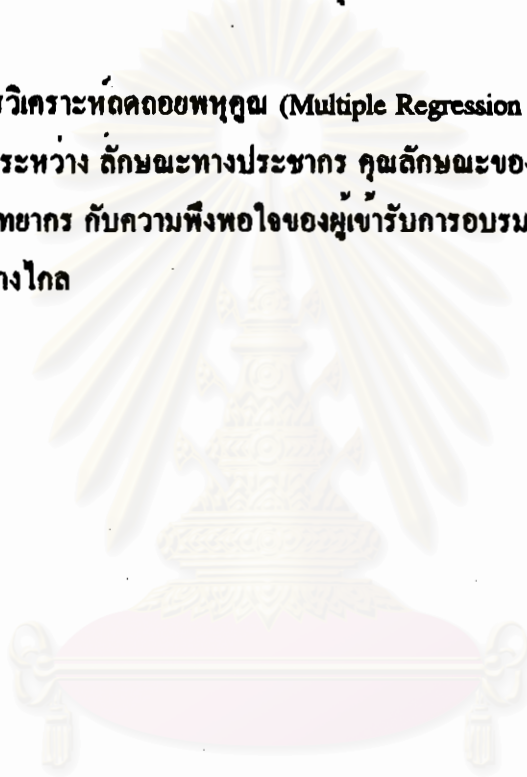 รวิเคราะห์ถดถอยพหุคูณ (Multiple Regression
ระหว่าง ลักษณะทางประชากร คุณลักษณะของ
ทยากร กับความพึงพอใจของผู้เข้ารับการอบรม
างไกล